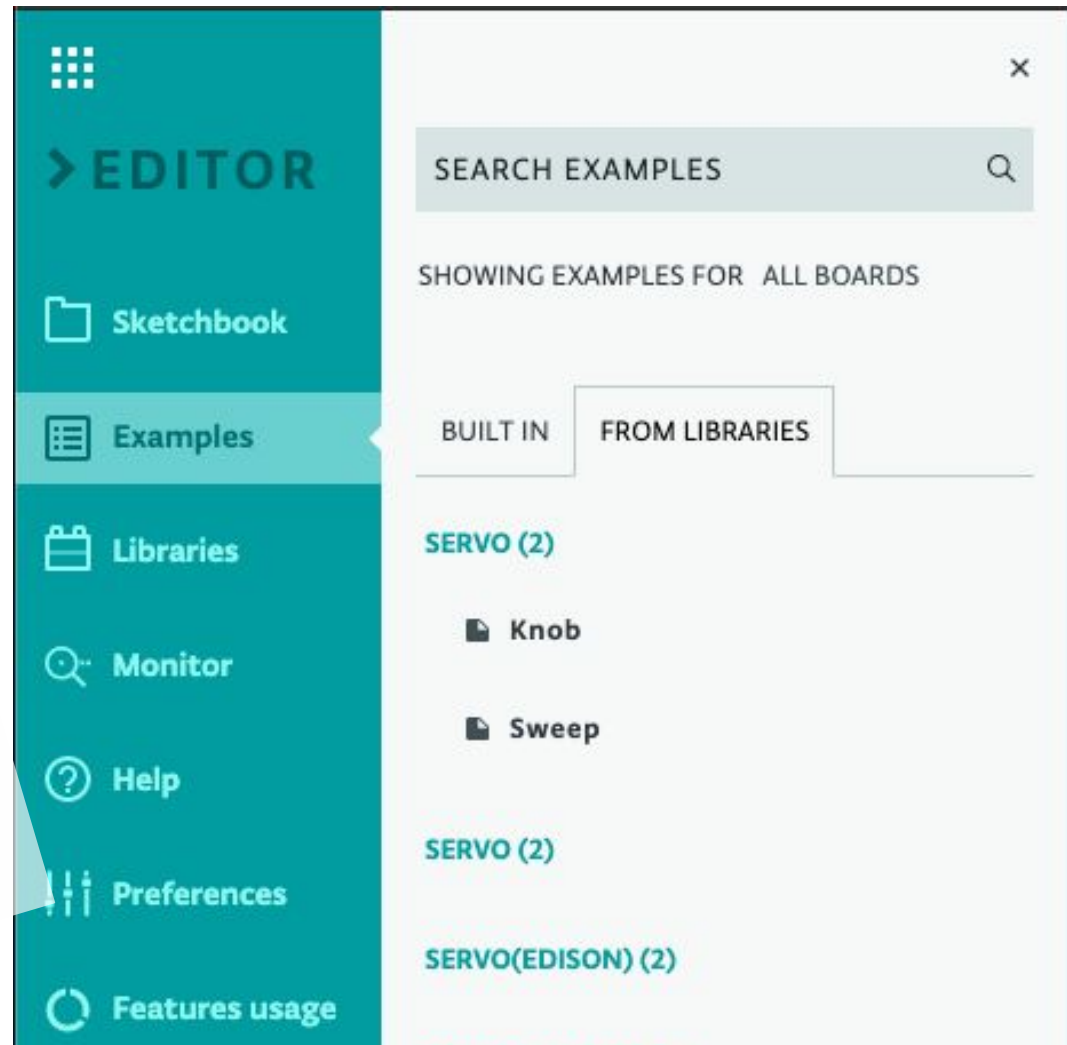 >EDITOR
Sketchbook
Examples
Libraries
Monitor
Help
Preferences
Features usage
SEARCH EXAMPLES
SHOWING EXAMPLES FOR ALL BOARDS
BUILT IN
FROM LIBRARIES
SERVO (2)
Knob
Sweep
SERVO (2)
SERVO(EDISON) (2)